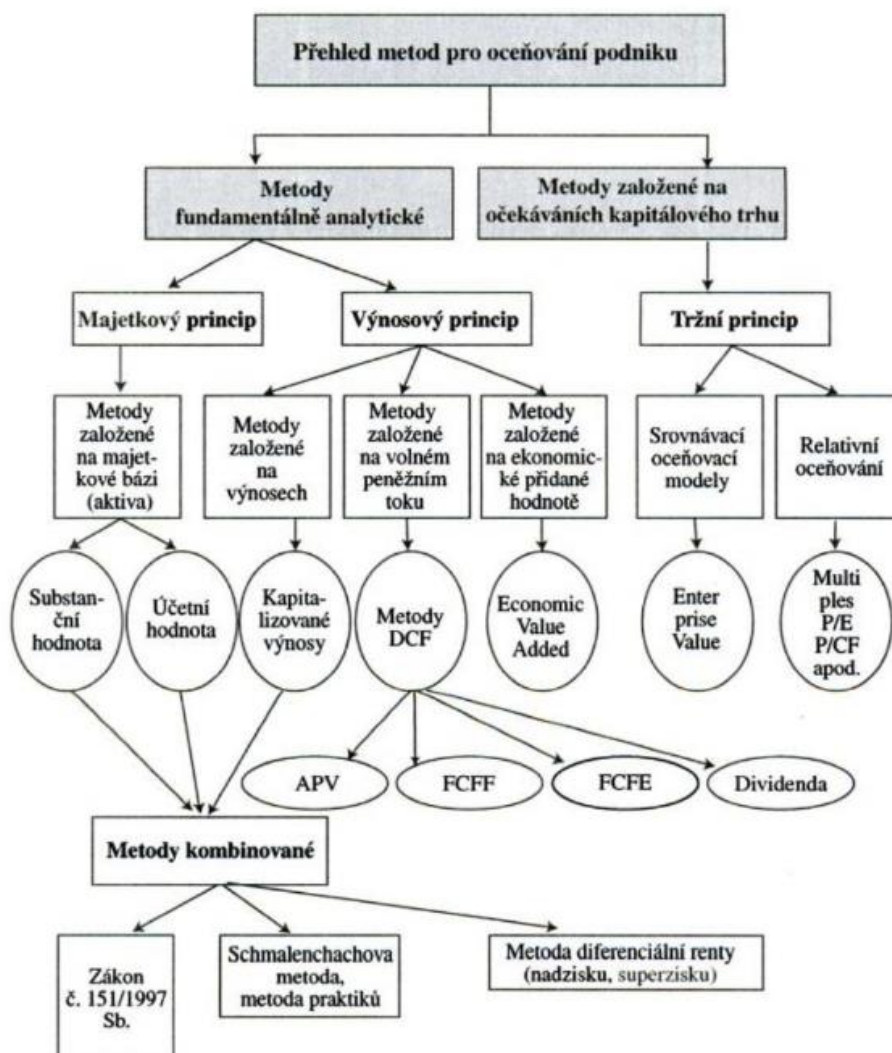 Přehled metod pro oceňování podniku
Metody
fundamentálně analytické
Metody založené na
očekáváních kapitálového trhu
Majetkový princip
Výnosový princip
Tržní princip
Metody
založené
na majet-
kové bázi
(aktiva)
Metody
založené
na
výnosech
Metody
založené
na volném
peněžním
toku
Metody
založené
na ekonomic-
ké přidané
hodnotě
Srovnávací
oceňovací
modely
Relativní
oceňování
Substan-
ční
hodnota
Účetní
hodnota
Kapita-
lizované
výnosy
Metody
DCF
Economic
Value
Added
Enter
prise
Value
Multi
ples
P/E
P/CF
apod.
APV
FCFF
FCFE
Dividenda
Metody kombinované
Zákon
č. 151/1997
Sb.
Schmalenchachova
metoda,
metoda praktiků
Metoda diferenciální renty
(nadzisku, superzisku)